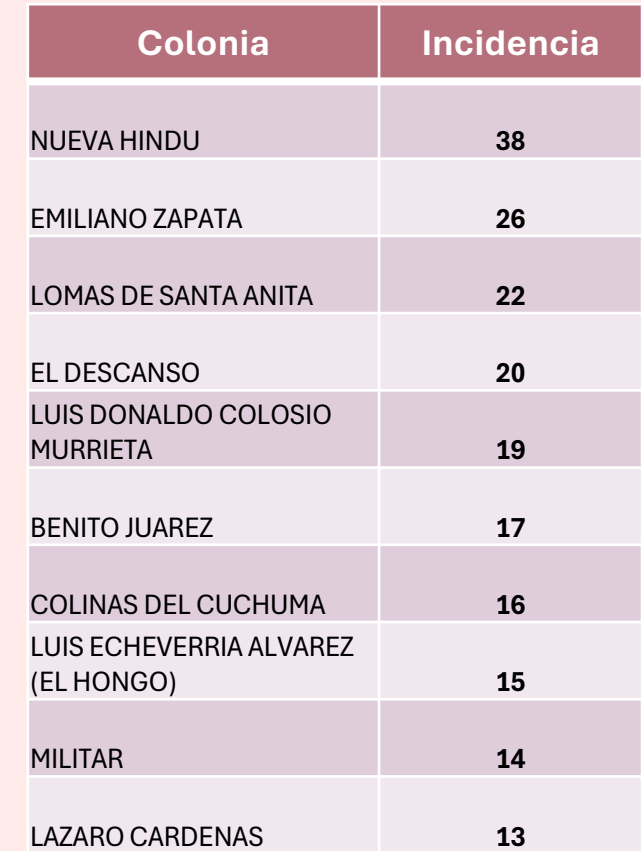 Colonia Incidencia
NUEVA HINDU 38
EMILIANO ZAPATA 26
LOMAS DE SANTA ANITA 22
EL DESCANSO 20
LUIS DONALDO COLOSIO
MURRIETA 19
BENITO JUAREZ 17
COLINAS DEL CUCHUMA 16
LUIS ECHEVERRIA ALVAREZ
(EL HONGO) 15
MILITAR 14
LAZARO CARDENAS 13